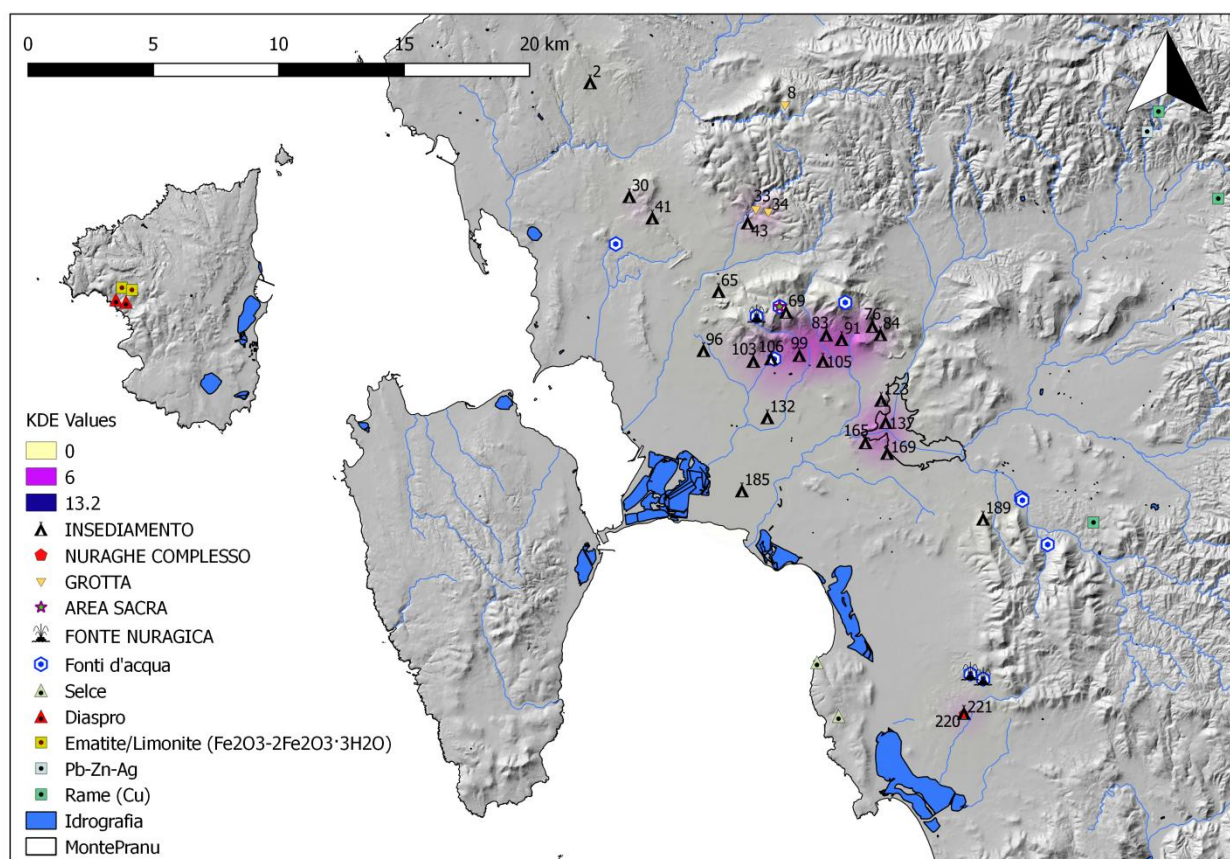 0 5 10 15 20 km
2
8
30
33
34
41
43
65
69
76
83
91
84
96
103
106
99
105
123
132
137
165
169
185
189
221
220
KDE Values
0
6
13.2
INSEDIAMENTO
NURAGHE COMPLESSO
GROTTA
AREA SACRA
FONTE NURAGICA
Fonti d'acqua
Selce
Diaspro
Ematite/Limonite (Fe2O3-2Fe2O3·3H2O)
Pb-Zn-Ag
Rame (Cu)
Idrografia
MontePranu